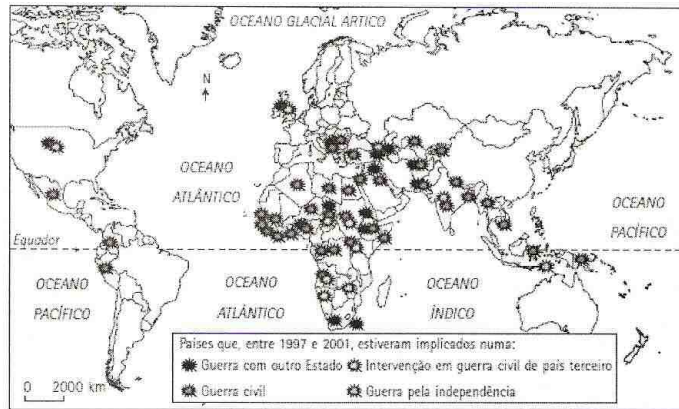 OCEANO GLACIAL ARTICO
N
OCEANO
ATLÂNTICO
OCEANO
PACÍFICO
Equador
OCEANO
PACÍFICO
OCEANO
ATLÂNTICO
OCEANO
ÍNDICO
Países que, entre 1997 e 2001, estiveram implicados numa:
Guerra com outro Estado Intervenção em guerra civil de país terceiro
Guerra civil Guerra pela independência
0 2000 km